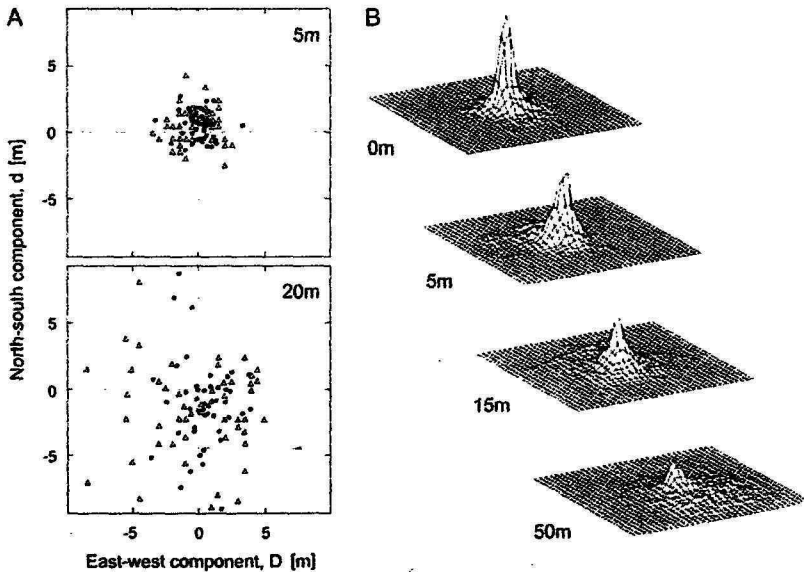 A
5m
5
0
-5
North-south component, d [m]
20m
5
0
-5
-5
0
5
East-west component, D [m]
B
0m
5m
15m
50m